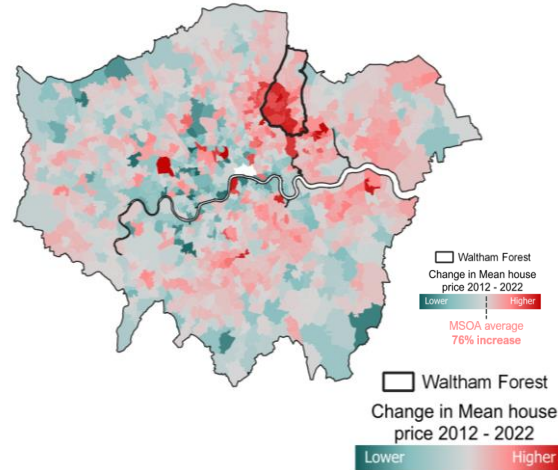 Waltham Forest
Change in Mean house
price 2012 - 2022
Lower Higher
MSOA average
76% increase
Waltham Forest
Change in Mean house
price 2012 - 2022
Lower Higher